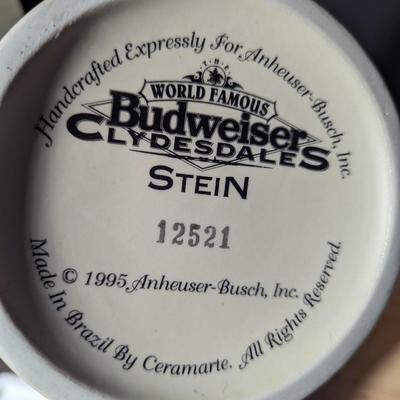 Handcrafted Expressly For Anheuser-Busch, Inc.
THE
WORLD FAMOUS
Budweiser
CLYDESDALES
STEIN
12521
© 1995 Anheuser-Busch, Inc.
Made In Brazil By Ceramarte. All Rights Reserved.